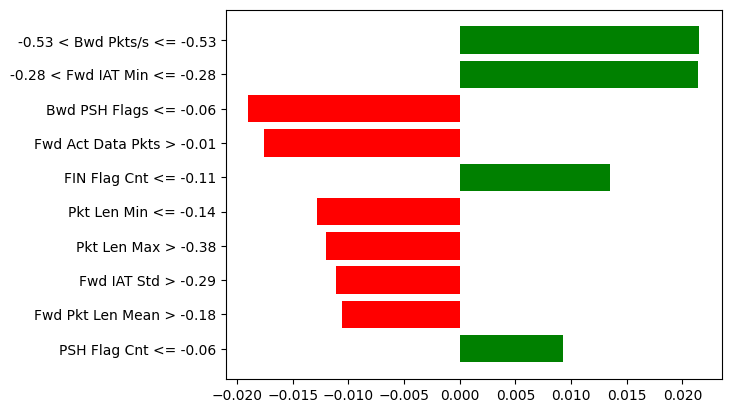 -0.53 < Bwd Pkts/s <= -0.53
-0.28 < Fwd IAT Min <= -0.28
Bwd PSH Flags <= -0.06
Fwd Act Data Pkts > -0.01
FIN Flag Cnt <= -0.11
Pkt Len Min <= -0.14
Pkt Len Max > -0.38
Fwd IAT Std > -0.29
Fwd Pkt Len Mean > -0.18
PSH Flag Cnt <= -0.06
−0.020 −0.015 −0.010 −0.005 0.000 0.005 0.010 0.015 0.020